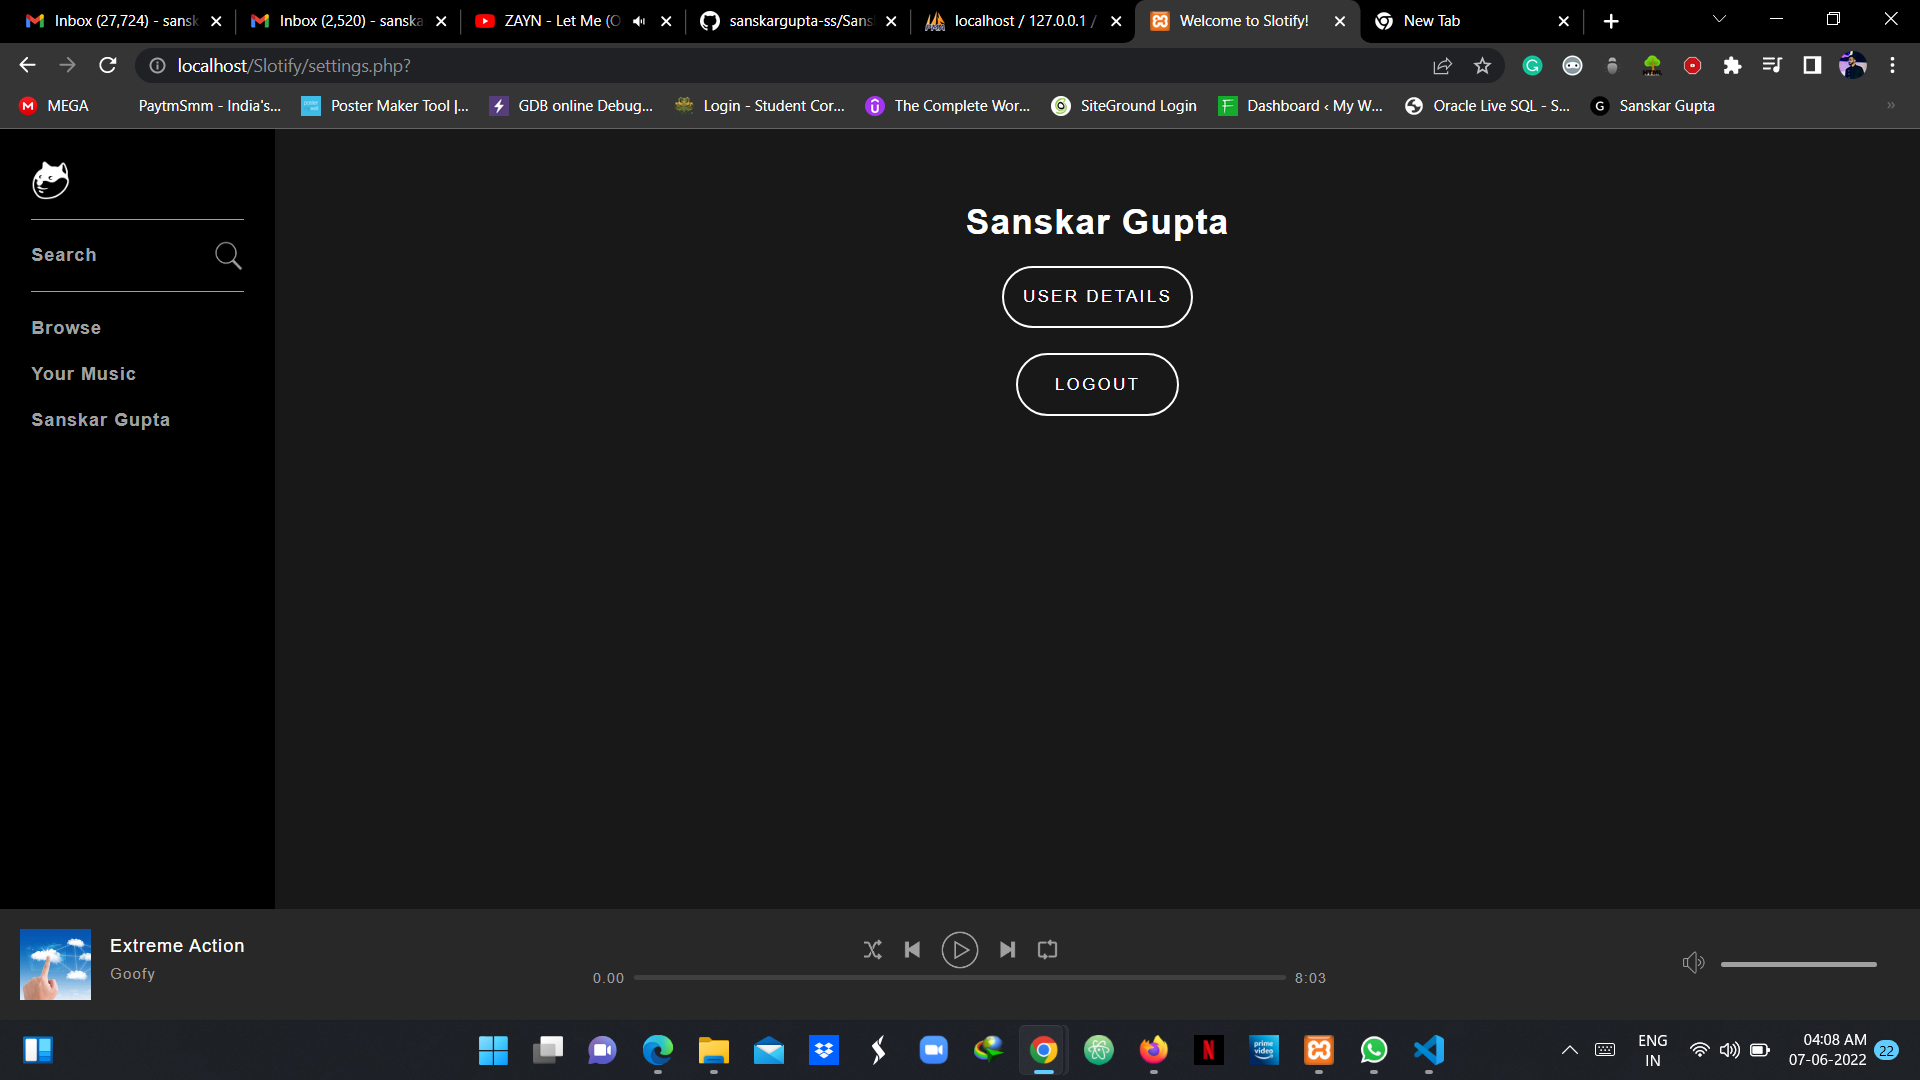 Inbox (27,724) - sansk
Inbox (2,520) - sanska
ZAYN - Let Me (O
sanskargupta-ss/Sans
localhost / 127.0.0.1 /
Welcome to Slotify!
New Tab
localhost/Slotify/settings.php?
MEGA
PaytmSmm - India's...
Poster Maker Tool |...
GDB online Debug...
Login - Student Cor...
The Complete Wor...
SiteGround Login
Dashboard ‹ My W...
Oracle Live SQL - S...
G
Sanskar Gupta
Search
Browse
Your Music
Sanskar Gupta
Sanskar Gupta
USER DETAILS
LOGOUT
Extreme Action
Goofy
0.00
8:03
prime video
ENG
IN
04:08 AM
07-06-2022
22